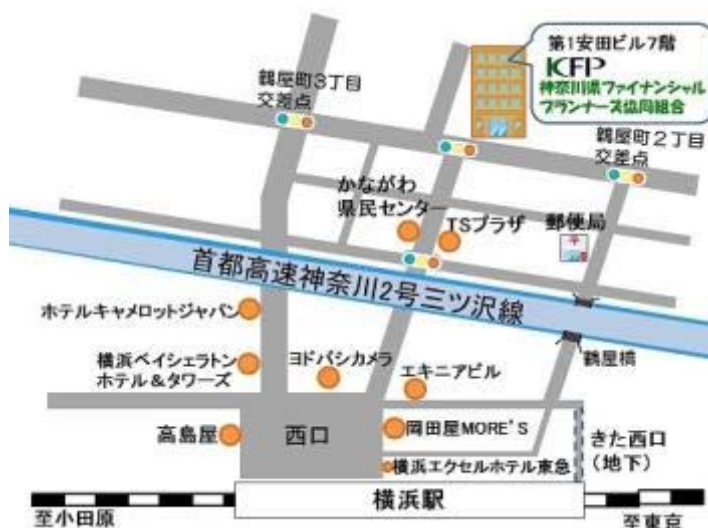 第1安田ビル7階
KFP
神奈川県ファイナンシャル
プランナーズ協同組合
鶴屋町3丁目
交差点
鶴屋町2丁目
交差点
かながわ
県民センター
TSプラザ
郵便局
首都高速神奈川2号三ツ沢線
ホテルキャメロットジャパン
鶴屋橋
横浜ベイシェラトン
ホテル&タワーズ
ヨドバシカメラ
エキニアビル
高島屋
西口
岡田屋MORE'S
きた西口
(地下)
横浜エクセルホテル東急
横浜駅
至小田原
至東京